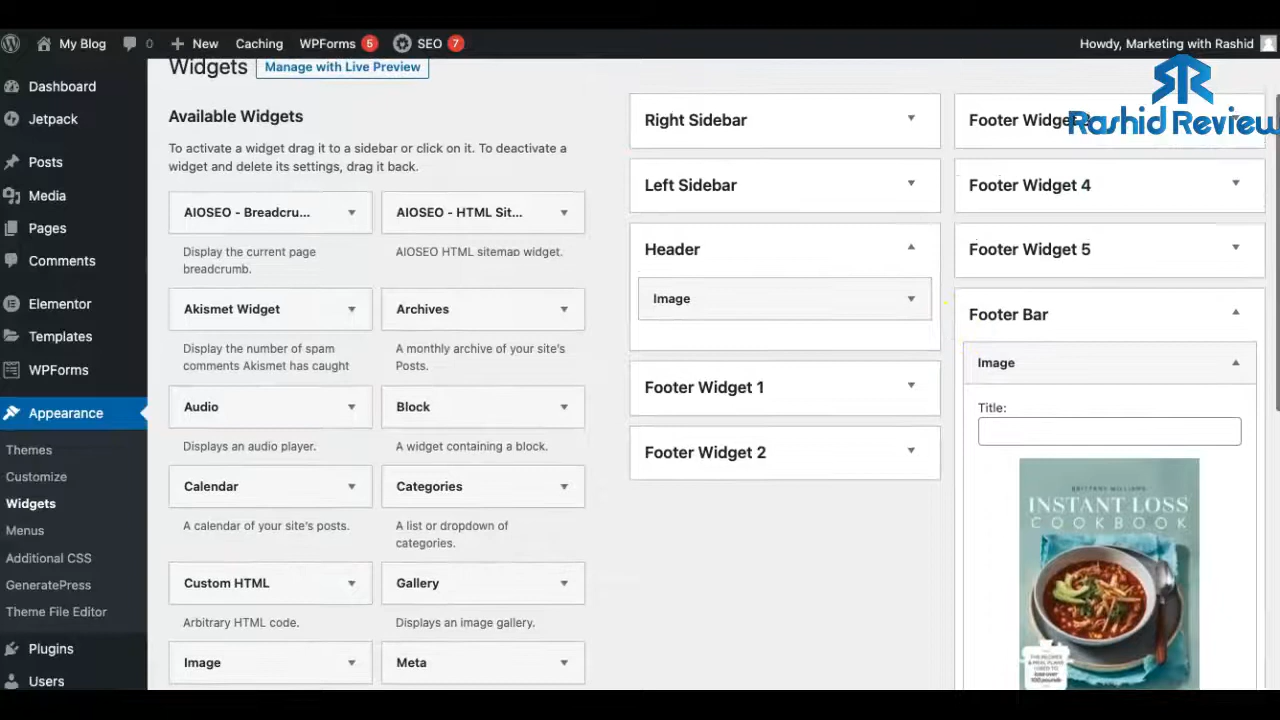 My Blog
0
New
Caching
WPForms 5
SEO 7
Howdy, Marketing with Rashid
Rashid Review
Dashboard
Jetpack
Posts
Media
Pages
Comments
Elementor
Templates
WPForms
Appearance
Themes
Customize
Widgets
Menus
Additional CSS
GeneratePress
Theme File Editor
Plugins
Users
Widgets
Manage with Live Preview
Available Widgets
To activate a widget drag it to a sidebar or click on it. To deactivate a
widget and delete its settings, drag it back.
AIOSEO - Breadcru...
Display the current page
breadcrumb.
AIOSEO - HTML Sit...
AIOSEO HTML sitemap widget.
Akismet Widget
Display the number of spam
comments Akismet has caught
Archives
A monthly archive of your site's
Posts.
Audio
Displays an audio player.
Block
A widget containing a block.
Calendar
A calendar of your site's posts.
Categories
A list or dropdown of
categories.
Custom HTML
Arbitrary HTML code.
Gallery
Displays an image gallery.
Image
Meta
Right Sidebar
Left Sidebar
Header
Image
Footer Widget 1
Footer Widget 2
Footer Widget 3
Footer Widget 4
Footer Widget 5
Footer Bar
Image
Title:
BRITTANY WILLIAMS
INSTANT LOSS
COOKBOOK